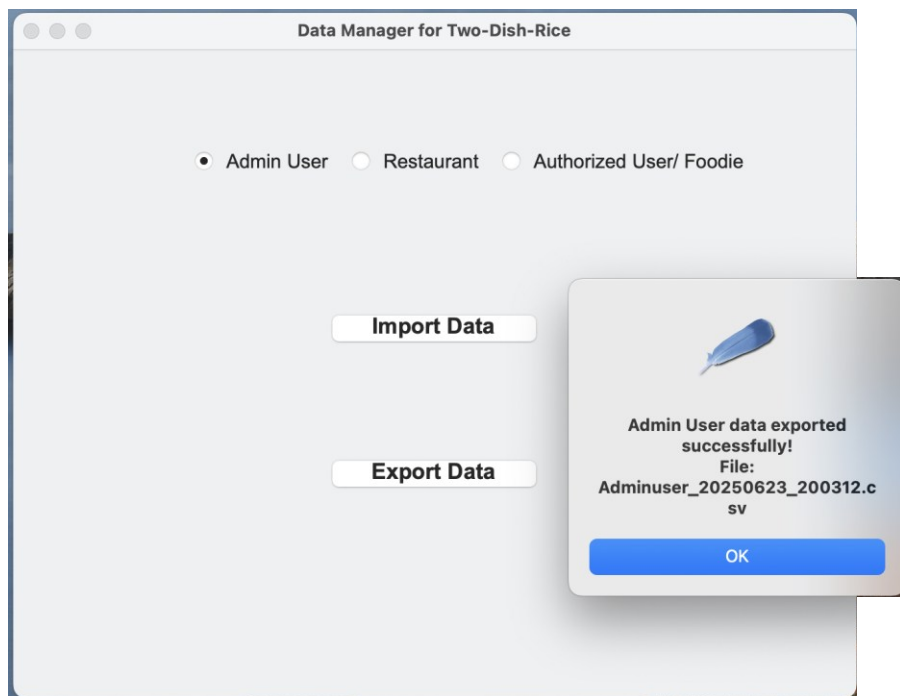 Data Manager for Two-Dish-Rice
Admin User Restaurant Authorized User/ Foodie
Import Data
Export Data
Admin User data exported
successfully!
File:
Adminuser_20250623_200312.c
sv
OK